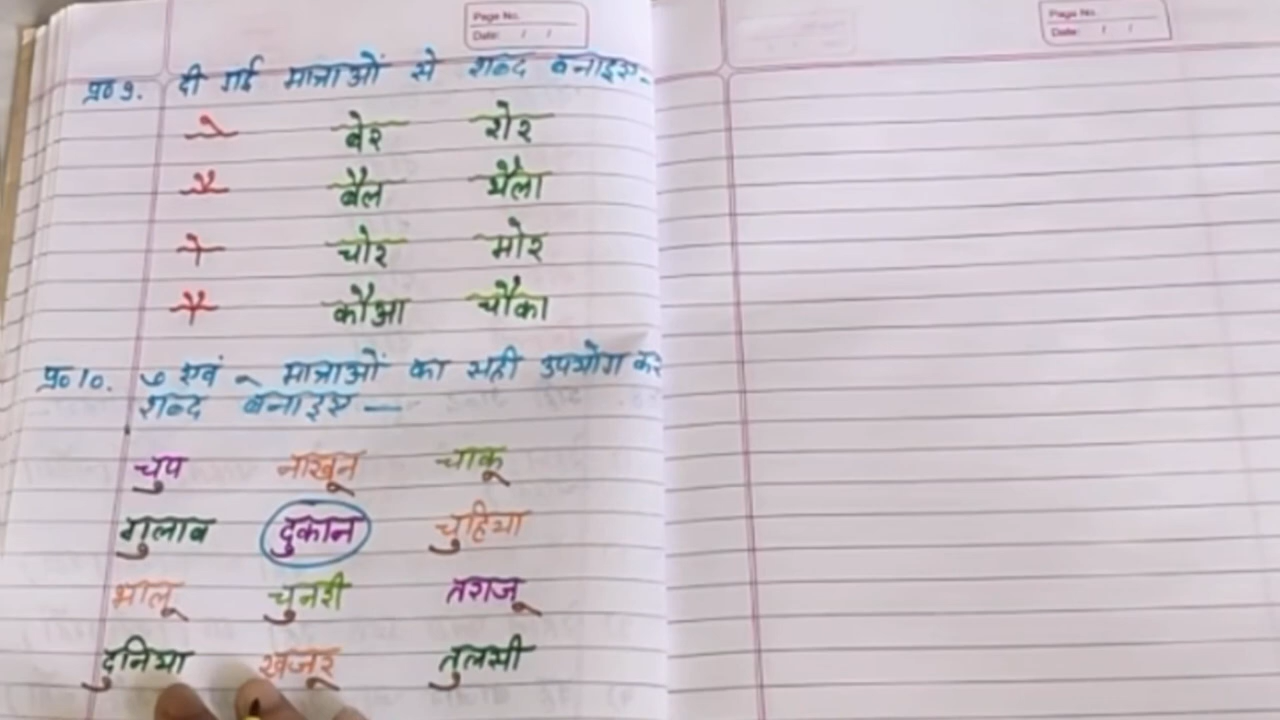 Page No.
Date: / /
Page No.
Date: / /
प्र०9. दी गई मात्राओं से शब्द बनाइए-
े बेर शेर
ै बैल थैला
ो चोर मोर
ौ कौआ चौका
प्र०10. ु एवं ू मात्राओं का सही उपयोग कर
शब्द बनाइए —
चुप नाखून चाकू
गुलाब दुकान चुहिया
भालू चुनरी तराजू
दुनिया खजूर तुलसी